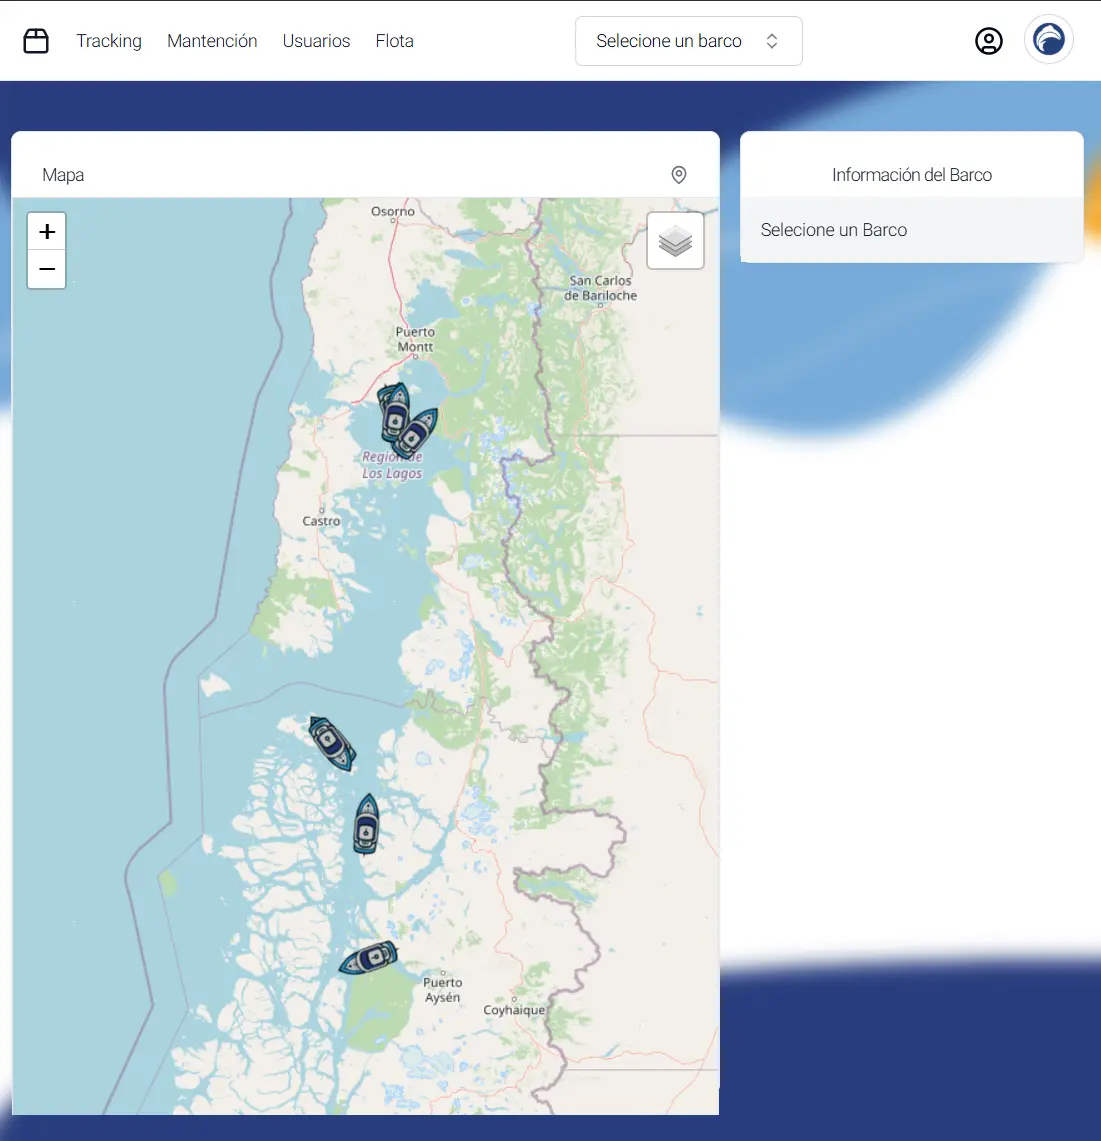 Tracking Mantención Usuarios Flota Selecione un barco
Mapa
Información del Barco
Selecione un Barco
+
−
Osorno
San Carlos
de Bariloche
Puerto
Montt
Región de
Los Lagos
Castro
Puerto
Aysén
Coyhaique